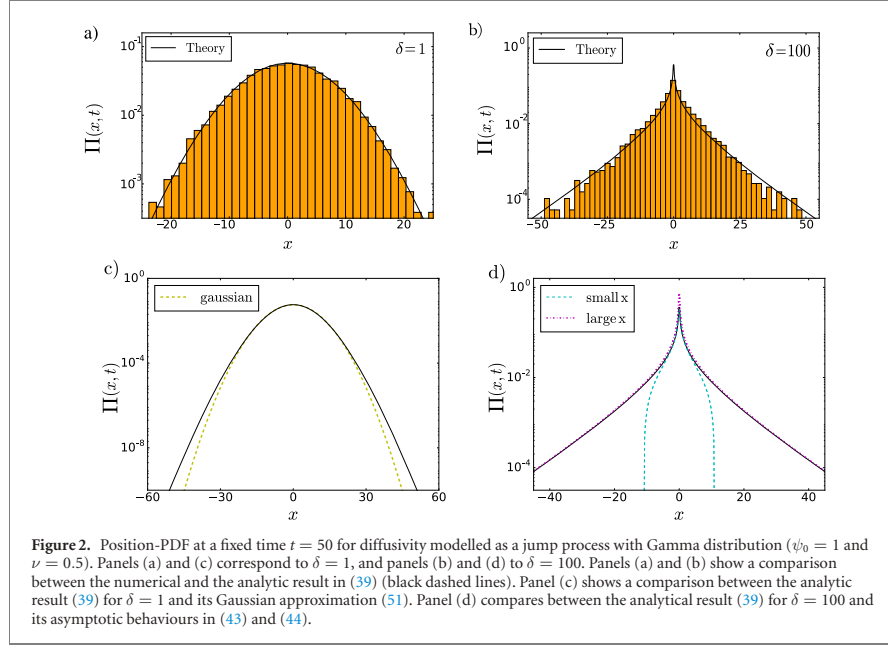 a)
Theory
δ=1
Π(x,t)
10⁻¹
10⁻²
10⁻³
−20 −10 0 10 20
x
b)
Theory
δ=100
Π(x,t)
10⁰
10⁻²
10⁻⁴
−50 −25 0 25 50
x
c)
gaussian
Π(x,t)
10⁰
10⁻⁴
10⁻⁸
−60 −30 0 30 60
x
d)
small x
large x
Π(x,t)
10⁰
10⁻²
10⁻⁴
−40 −20 0 20 40
x
Figure 2. Position-PDF at a fixed time t = 50 for diffusivity modelled as a jump process with Gamma distribution (ψ₀ = 1 and
ν = 0.5). Panels (a) and (c) correspond to δ = 1, and panels (b) and (d) to δ = 100. Panels (a) and (b) show a comparison
between the numerical and the analytic result in (39) (black dashed lines). Panel (c) shows a comparison between the analytic
result (39) for δ = 1 and its Gaussian approximation (51). Panel (d) compares between the analytical result (39) for δ = 100 and
its asymptotic behaviours in (43) and (44).